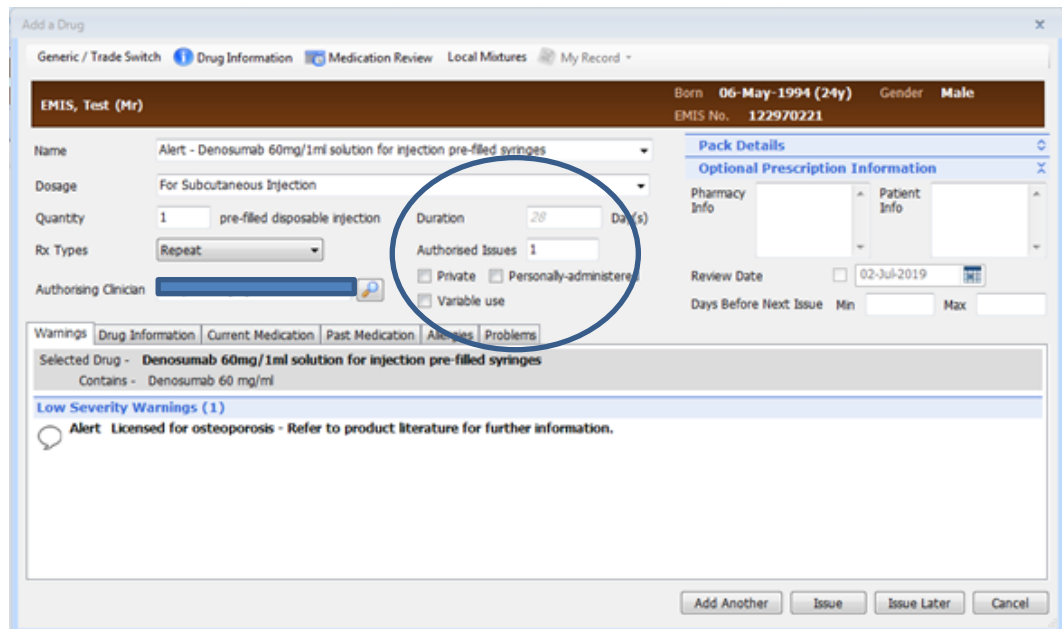 Add a Drug
x
Generic / Trade Switch Drug Information Medication Review Local Mixtures My Record
EMIS, Test (Mr)
Born 06-May-1994 (24y) Gender Male
EMIS No. 122970221
Name Alert - Denosumab 60mg/1ml solution for injection pre-filled syringes
Dosage For Subcutaneous Injection
Quantity 1 pre-filled disposable injection Duration 28 Day(s)
Rx Types Repeat Authorised Issues 1
Private Personally-administered
Authorising Clinician
Variable use
Pack Details
Optional Prescription Information
Pharmacy Info
Patient Info
Review Date 02-Jul-2019
Days Before Next Issue Min Max
Warnings Drug Information Current Medication Past Medication Allergies Problems
Selected Drug - Denosumab 60mg/1ml solution for injection pre-filled syringes
Contains - Denosumab 60 mg/ml
Low Severity Warnings (1)
Alert Licensed for osteoporosis - Refer to product literature for further information.
Add Another Issue Issue Later Cancel